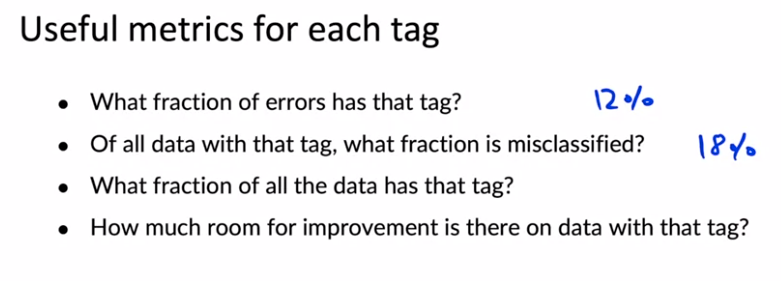 Useful metrics for each tag
• What fraction of errors has that tag? 12%
• Of all data with that tag, what fraction is misclassified? 18%
• What fraction of all the data has that tag?
• How much room for improvement is there on data with that tag?